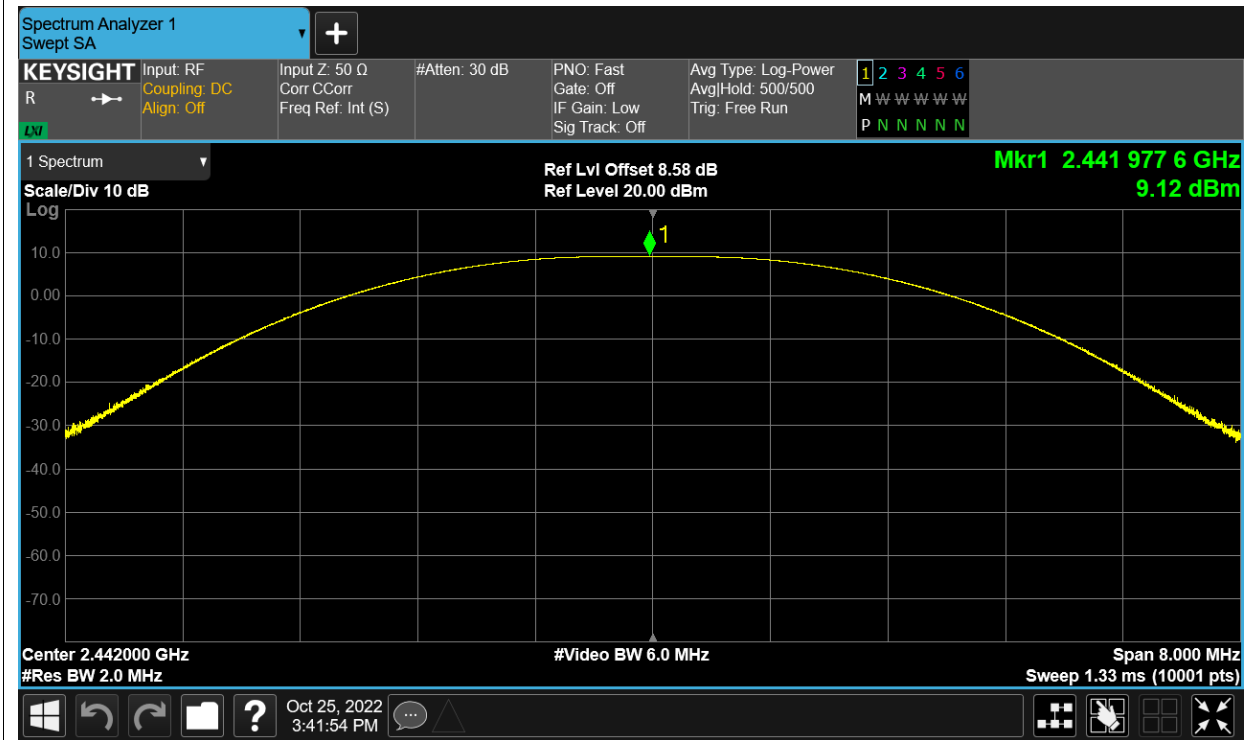 Spectrum Analyzer 1
Swept SA
KEYSIGHT
R
LXI
Input: RF
Coupling: DC
Align: Off
Input Z: 50 Ω
Corr CCorr
Freq Ref: Int (S)
#Atten: 30 dB
PNO: Fast
Gate: Off
IF Gain: Low
Sig Track: Off
Avg Type: Log-Power
Avg|Hold: 500/500
Trig: Free Run
1 2 3 4 5 6
M W W W W W
P N N N N N
1 Spectrum
Scale/Div 10 dB
Log
Ref Lvl Offset 8.58 dB
Ref Level 20.00 dBm
Mkr1 2.441 977 6 GHz
9.12 dBm
1
10.0
0.00
-10.0
-20.0
-30.0
-40.0
-50.0
-60.0
-70.0
Center 2.442000 GHz
#Video BW 6.0 MHz
Span 8.000 MHz
#Res BW 2.0 MHz
Sweep 1.33 ms (10001 pts)
?
Oct 25, 2022
3:41:54 PM